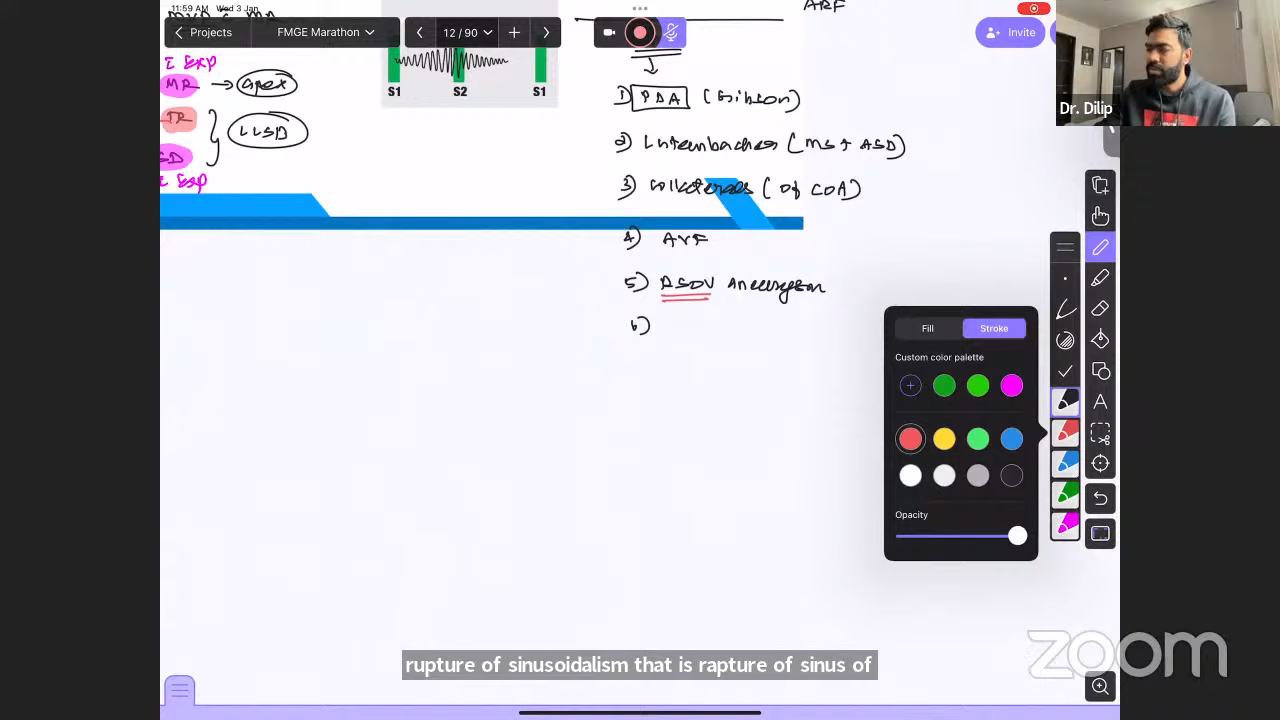 11:59 AM Wed 3 Jan
MVP MR
ARF
Projects
FMGE Marathon
12 / 90
Invite
Exp
MR → apex
TR
LLSB
SD
Exp
S1 S2 S1
1) PDA (Gibson)
2) Lutembacher (MS + ASD)
3) Collaterals (of COA)
4) AVF
5) RSOV Aneurysm
6)
Dr. Dilip
Fill
Stroke
Custom color palette
Opacity
A
rupture of sinusoidalism that is rapture of sinus of
zoom